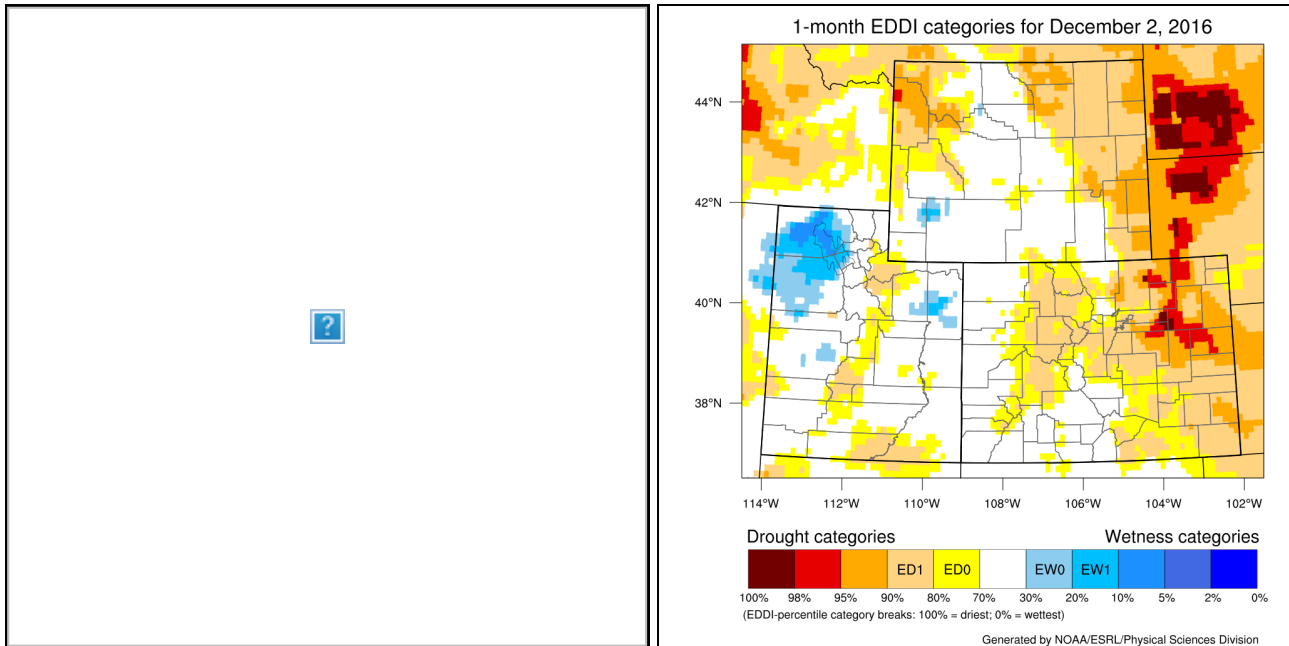 ?
1-month EDDI categories for December 2, 2016
44°N
42°N
40°N
38°N
114°W 112°W 110°W 108°W 106°W 104°W 102°W
Drought categories Wetness categories
ED1 ED0 EW0 EW1
100% 98% 95% 90% 80% 70% 30% 20% 10% 5% 2% 0%
(EDDI-percentile category breaks: 100% = driest; 0% = wettest)
Generated by NOAA/ESRL/Physical Sciences Division